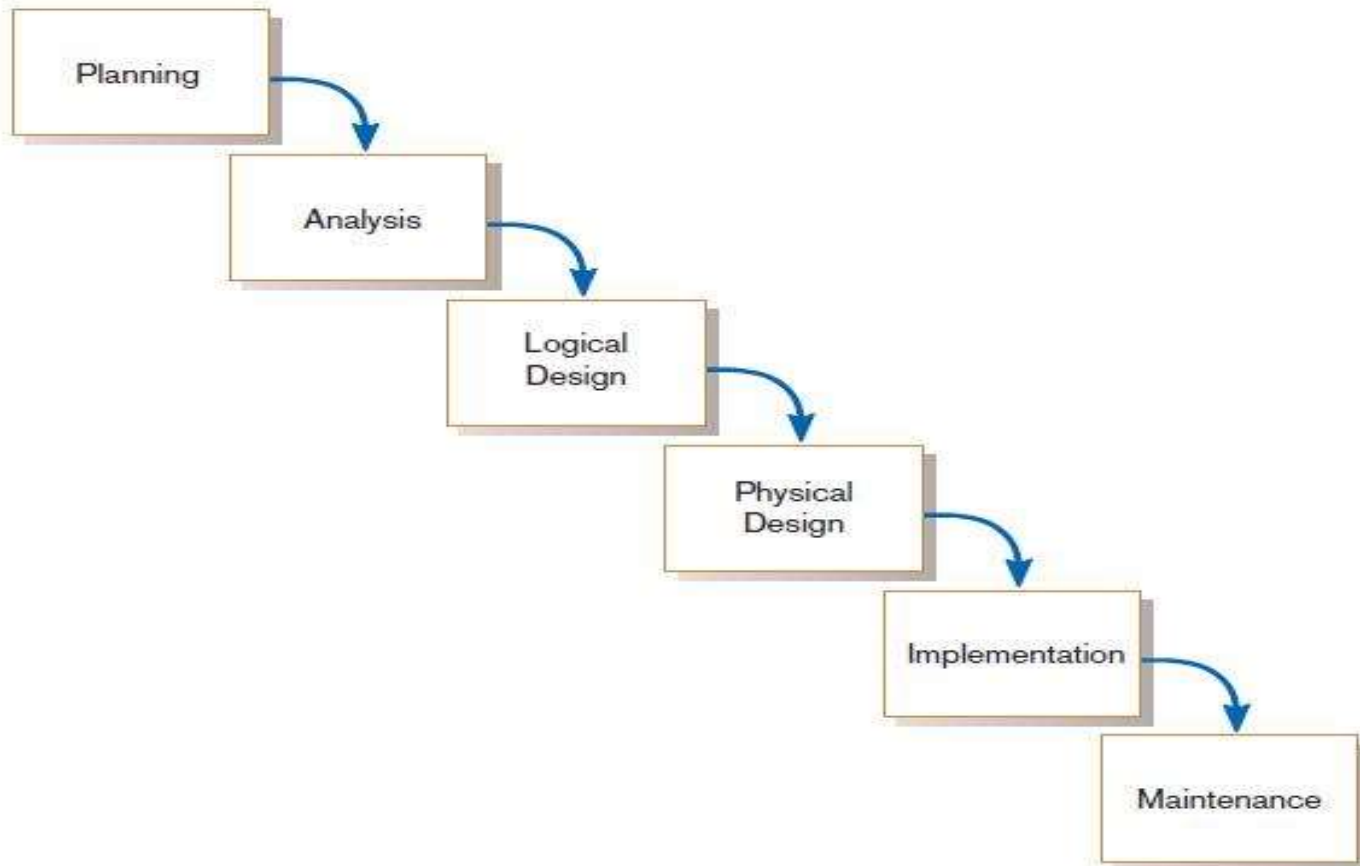 Planning
Analysis
Logical
Design
Physical
Design
Implementation
Maintenance